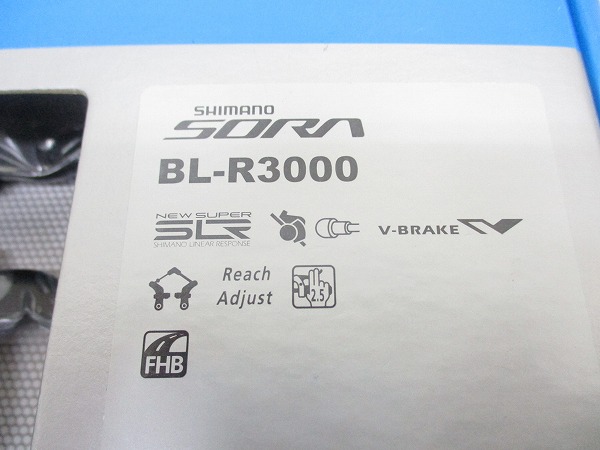 SHIMANO
SORA
BL-R3000
NEW SUPER
SLR
SHIMANO LINEAR RESPONSE
V-BRAKE
Reach
Adjust
2.5
FHB